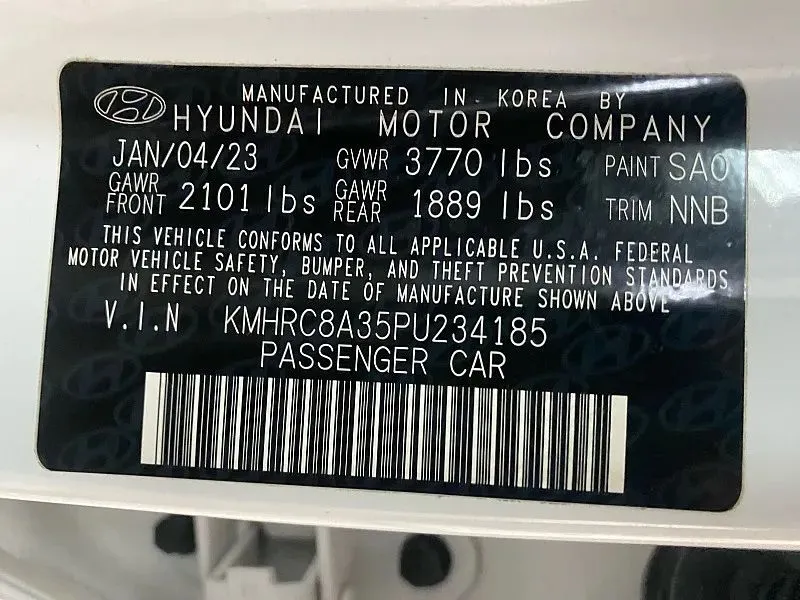 MANUFACTURED IN KOREA BY
HYUNDAI MOTOR COMPANY
JAN/04/23 GVWR 3770 lbs PAINT SAO
GAWR FRONT 2101 lbs GAWR REAR 1889 lbs TRIM NNB
THIS VEHICLE CONFORMS TO ALL APPLICABLE U.S.A. FEDERAL
MOTOR VEHICLE SAFETY, BUMPER, AND THEFT PREVENTION STANDARDS
IN EFFECT ON THE DATE OF MANUFACTURE SHOWN ABOVE
V.I.N KMHRC8A35PU234185
PASSENGER CAR